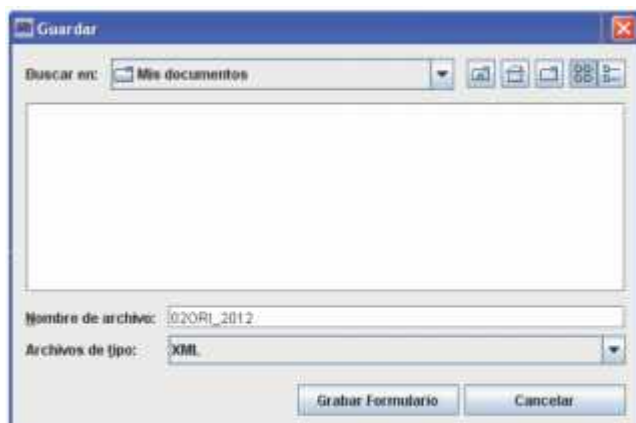 Guardar
Buscar en: Mis documentos
Nombre de archivo: 02ORI_2012
Archivos de tipo: XML
Grabar Formulario Cancelar